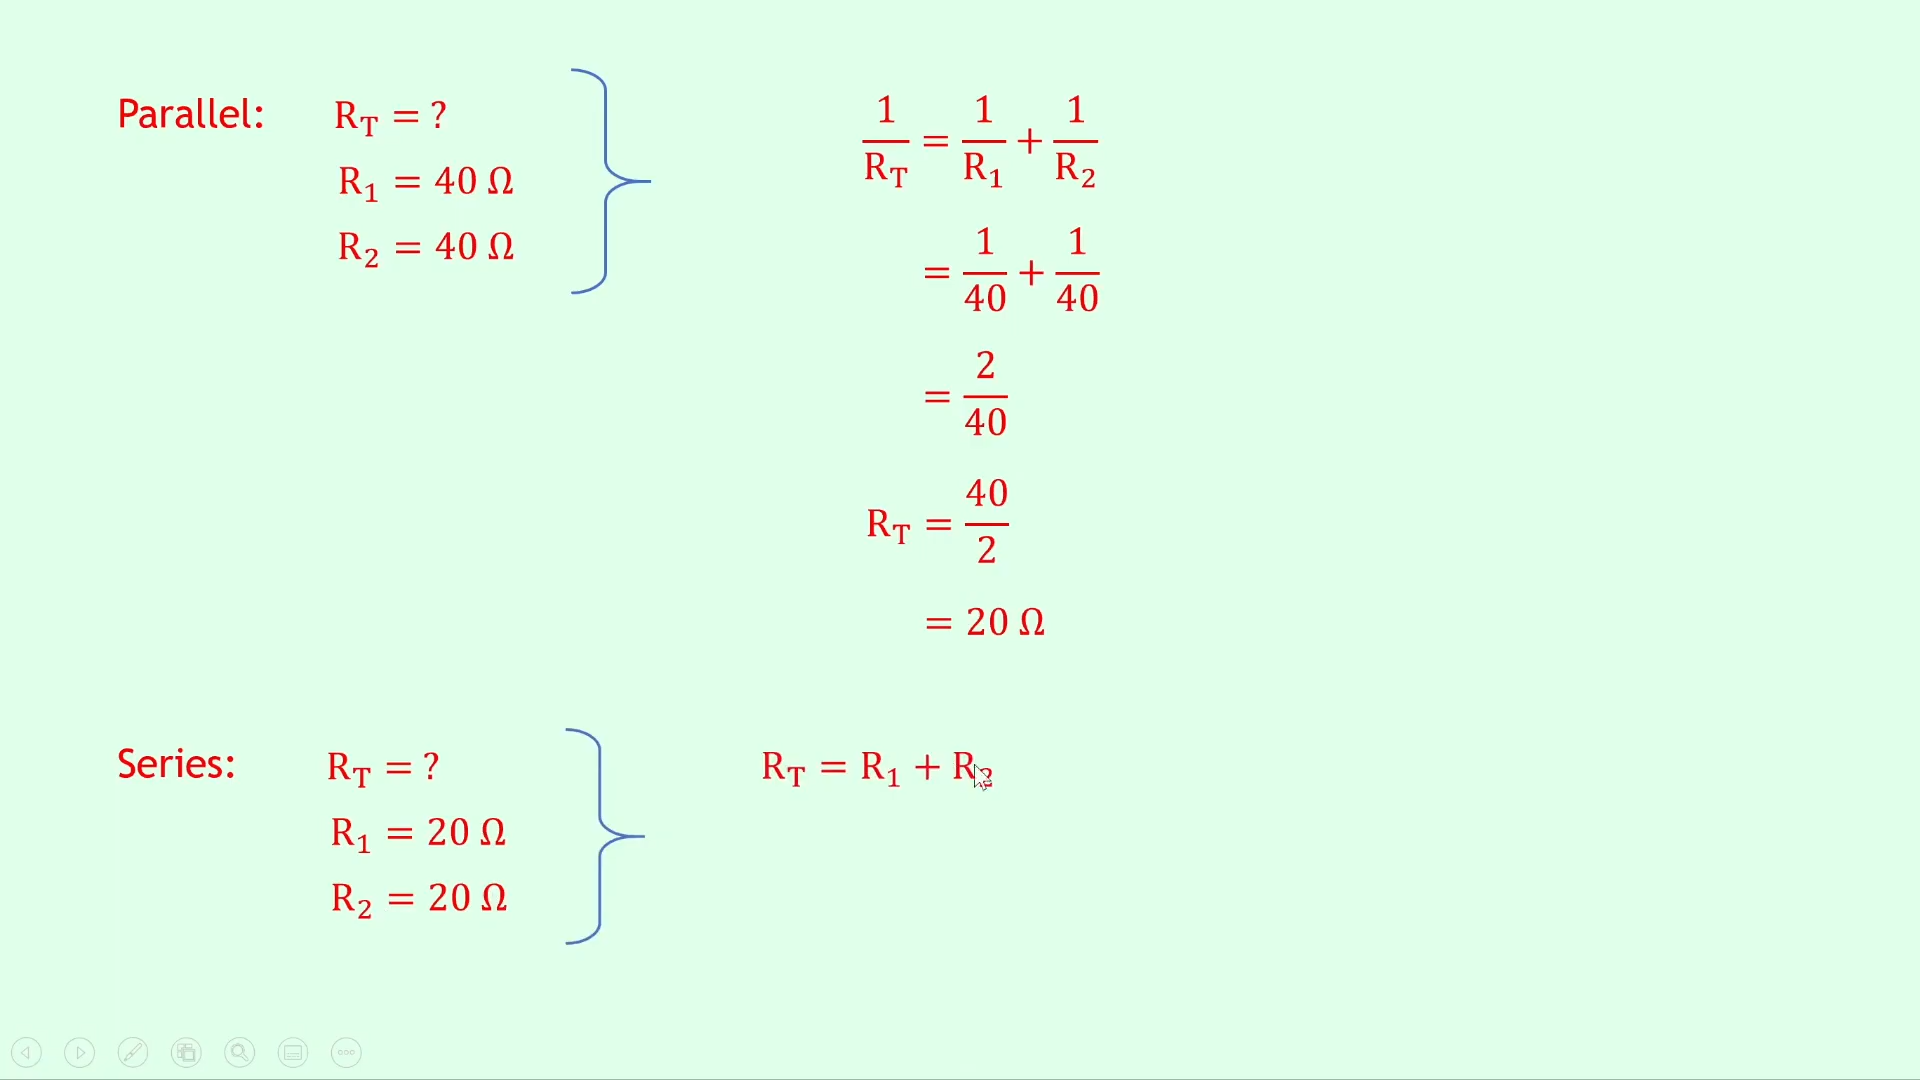 Parallel:
R_T = ?
R_1 = 40 Ω
R_2 = 40 Ω
1/R_T = 1/R_1 + 1/R_2
= 1/40 + 1/40
= 2/40
R_T = 40/2
= 20 Ω
Series:
R_T = ?
R_1 = 20 Ω
R_2 = 20 Ω
R_T = R_1 + R_2